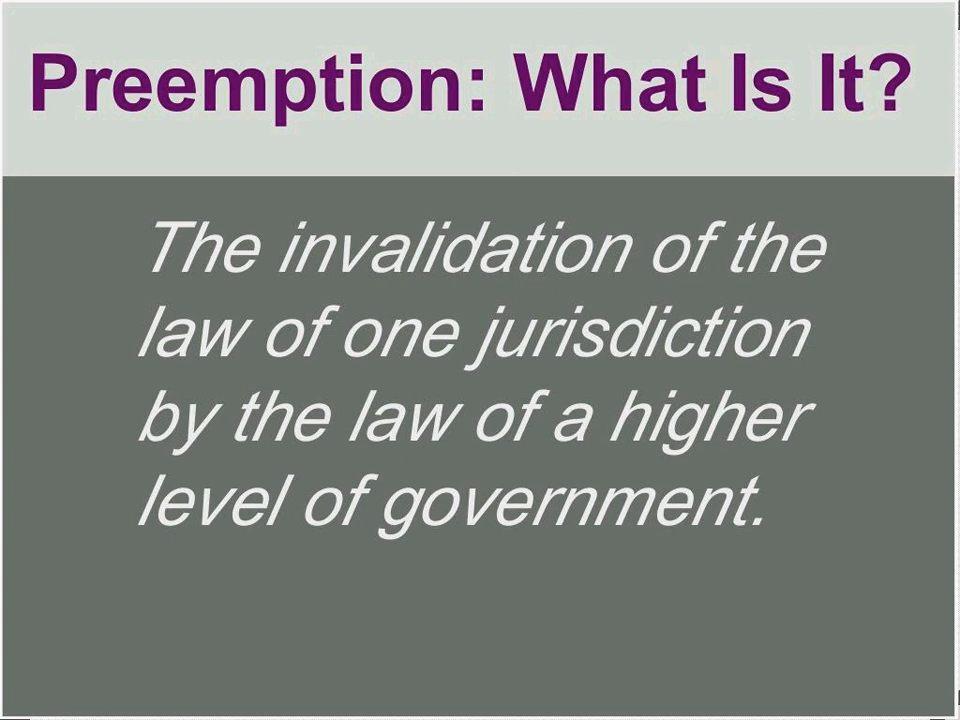 Preemption: What Is It?
The invalidation of the
law of one jurisdiction
by the law of a higher
level of government.